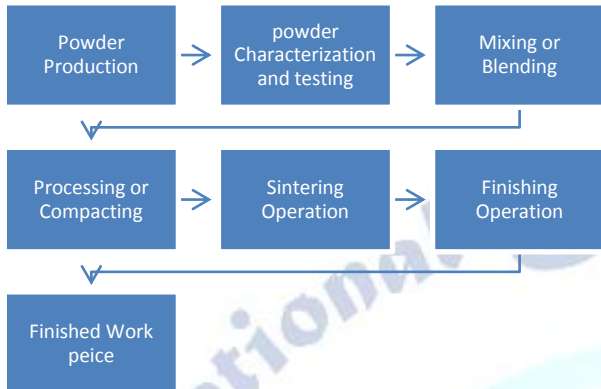 Powder
Production
powder
Characterization
and testing
Mixing or
Blending
Processing or
Compacting
Sintering
Operation
Finishing
Operation
Finished Work
peice